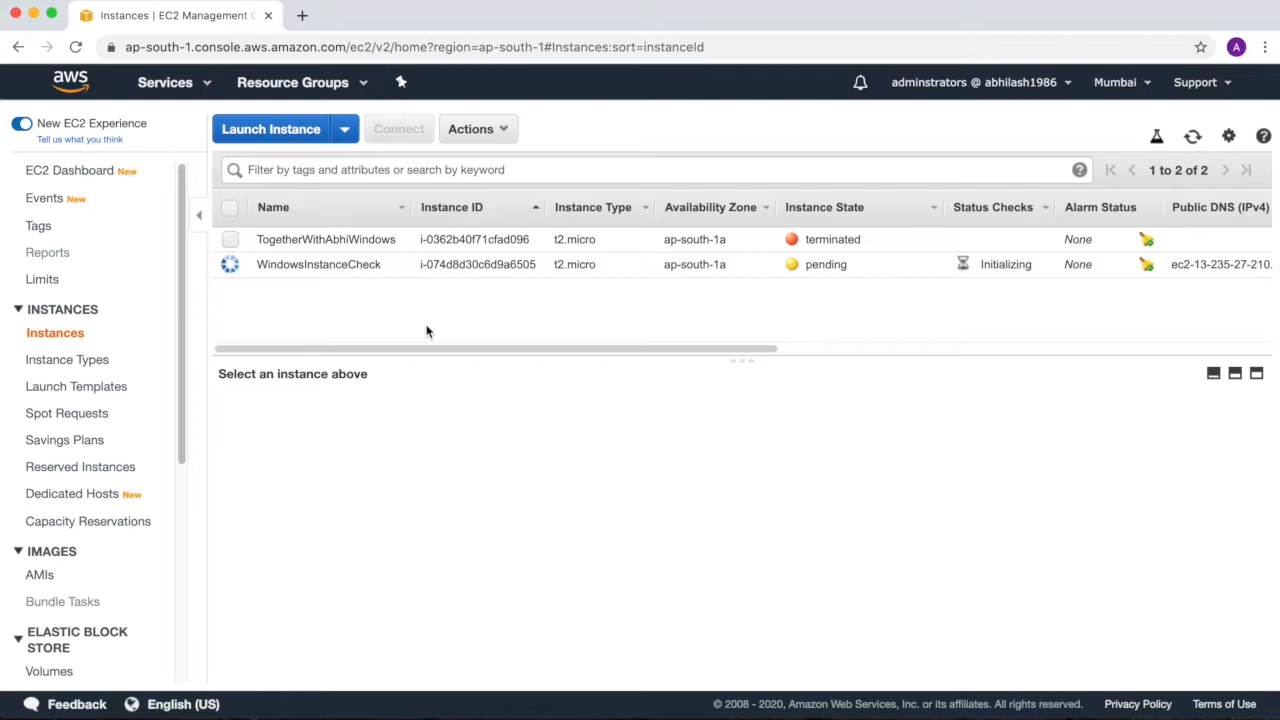 Instances | EC2 Management C
ap-south-1.console.aws.amazon.com/ec2/v2/home?region=ap-south-1#Instances:sort=instanceId
A
aws
Services
Resource Groups
adminstrators @ abhilash1986
Mumbai
Support
New EC2 Experience
Tell us what you think
EC2 Dashboard New
Events New
Tags
Reports
Limits
INSTANCES
Instances
Instance Types
Launch Templates
Spot Requests
Savings Plans
Reserved Instances
Dedicated Hosts New
Capacity Reservations
IMAGES
AMIs
Bundle Tasks
ELASTIC BLOCK
STORE
Volumes
Launch Instance
Connect
Actions
Filter by tags and attributes or search by keyword
1 to 2 of 2
Name Instance ID Instance Type Availability Zone Instance State Status Checks Alarm Status Public DNS (IPv4)
TogetherWithAbhiWindows i-0362b40f71cfad096 t2.micro ap-south-1a terminated None
WindowsInstanceCheck i-074d8d30c6d9a6505 t2.micro ap-south-1a pending Initializing None ec2-13-235-27-210.
Select an instance above
Feedback
English (US)
© 2008 - 2020, Amazon Web Services, Inc. or its affiliates. All rights reserved.
Privacy Policy
Terms of Use